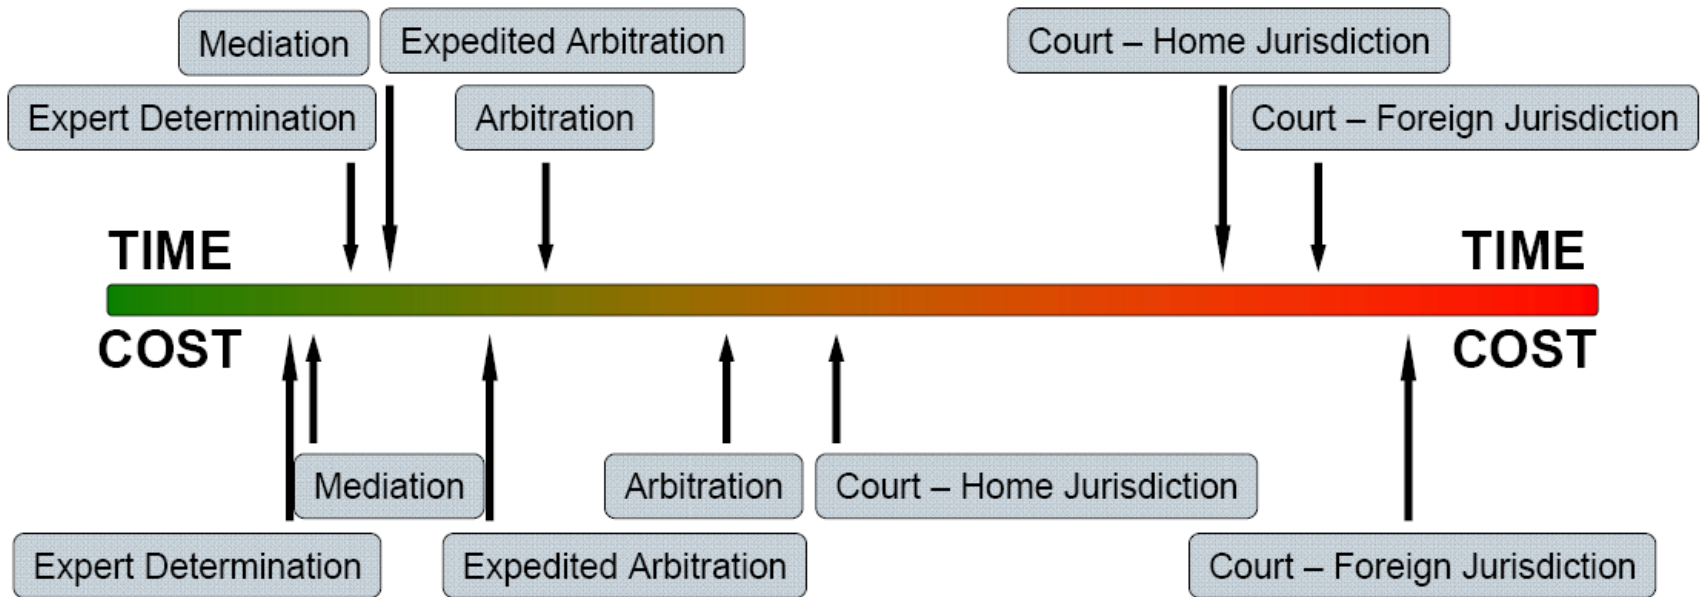 Mediation
Expedited Arbitration
Court – Home Jurisdiction
Expert Determination
Arbitration
Court – Foreign Jurisdiction
TIME
TIME
COST
COST
Mediation
Arbitration
Court – Home Jurisdiction
Expert Determination
Expedited Arbitration
Court – Foreign Jurisdiction